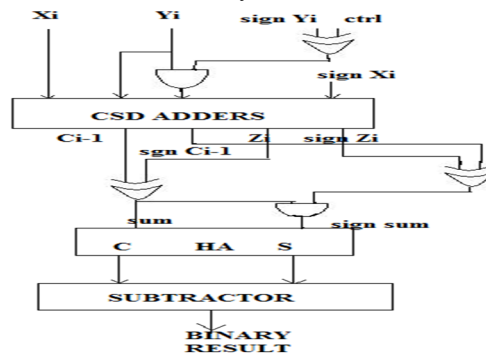 Xi Yi sign Yi ctrl
sign Xi
CSD ADDERS
Ci-1 Zi sign Zi
sgn Ci-1
sum sign sum
C HA S
SUBTRACTOR
BINARY
RESULT